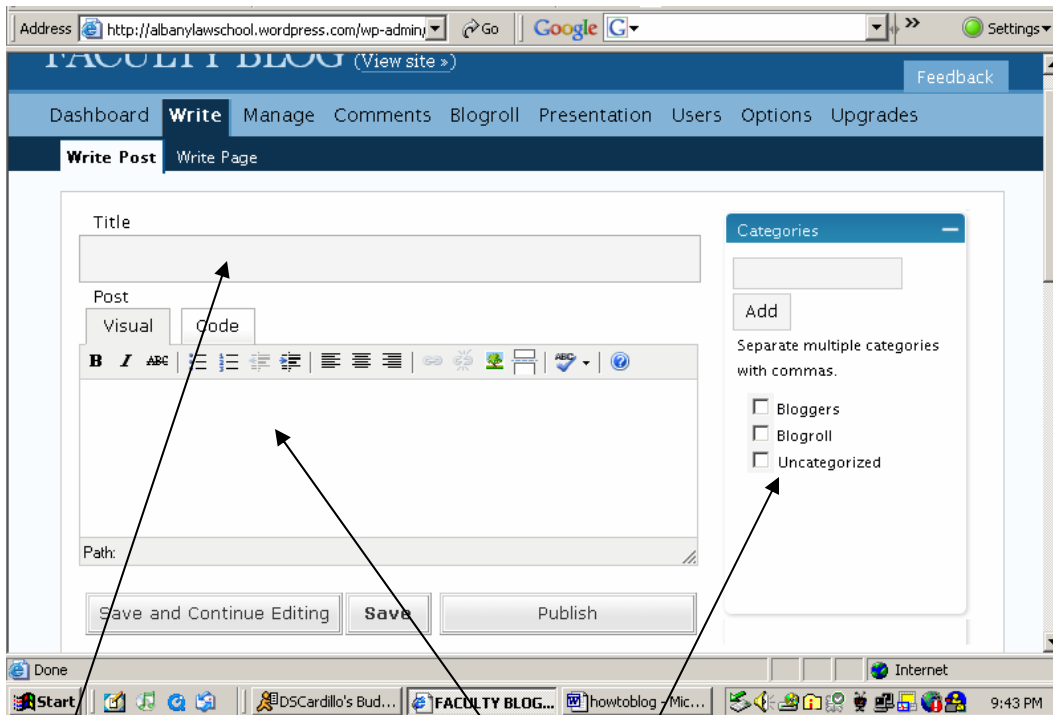 Address http://albanylawschool.wordpress.com/wp-admin/ Go Google G » Settings
FACULTY BLOG (View site »)
Feedback
Dashboard Write Manage Comments Blogroll Presentation Users Options Upgrades
Write Post Write Page
Title
Categories
Add
Post
Visual Code
B I ABC ABC
Separate multiple categories
with commas.
Bloggers
Blogroll
Uncategorized
Path:
Save and Continue Editing Save Publish
Done Internet
Start DSCardillo's Bud... FACULTY BLOG... howtoblog - Mic... 9:43 PM